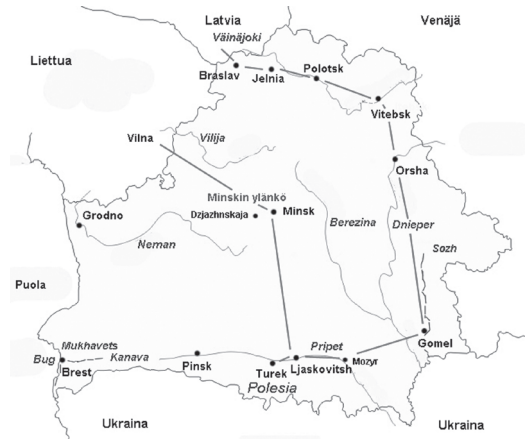 Latvia
Venäjä
Väinäjoki
Liettua
Braslav
Jelnia
Polotsk
Vitebsk
Vilna
Vilija
Orsha
Minskin ylänkö
Grodno
Dzjazhnskaja
Minsk
Berezina
Dnieper
Neman
Sozh
Puola
Gomel
Mukhavets
Pripet
Bug
Kanava
Brest
Pinsk
Turek
Ljaskovitsh
Mozyr
Polesia
Ukraina
Ukraina